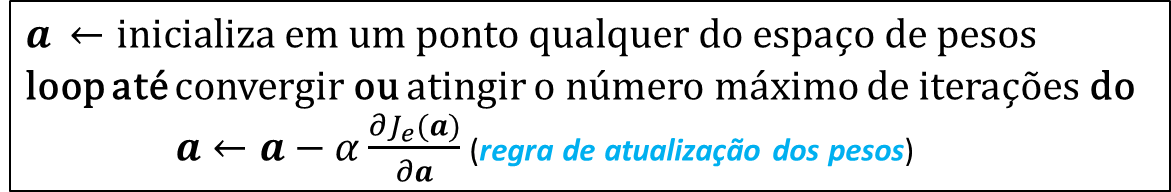 a ← inicializa em um ponto qualquer do espaço de pesos
loop até convergir ou atingir o número máximo de iterações do
a ← a − α ∂Jₑ(a)/∂a (regra de atualização dos pesos)